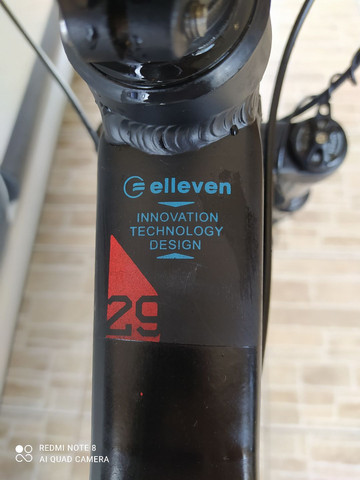 elleven
INNOVATION
TECHNOLOGY
DESIGN
29
REDMI NOTE 8
AI QUAD CAMERA